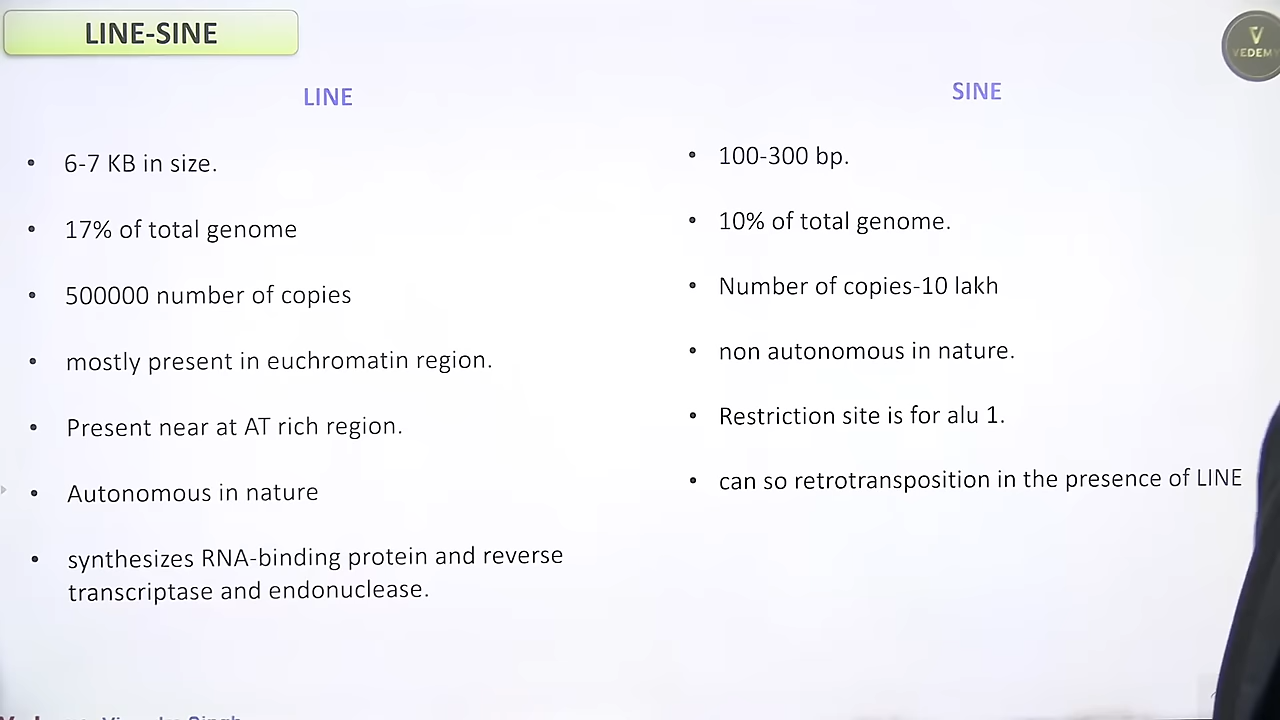 LINE-SINE
VEDEMY
LINE
• 6-7 KB in size.
• 17% of total genome
• 500000 number of copies
• mostly present in euchromatin region.
• Present near at AT rich region.
• Autonomous in nature
• synthesizes RNA-binding protein and reverse
transcriptase and endonuclease.
SINE
• 100-300 bp.
• 10% of total genome.
• Number of copies-10 lakh
• non autonomous in nature.
• Restriction site is for alu 1.
• can so retrotransposition in the presence of LINE